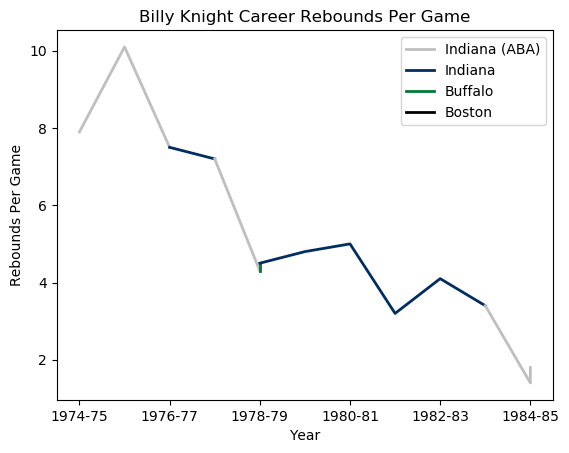 Billy Knight Career Rebounds Per Game
Indiana (ABA)
Indiana
Buffalo
Boston
Rebounds Per Game
10
8
6
4
2
1974-75 1976-77 1978-79 1980-81 1982-83 1984-85
Year